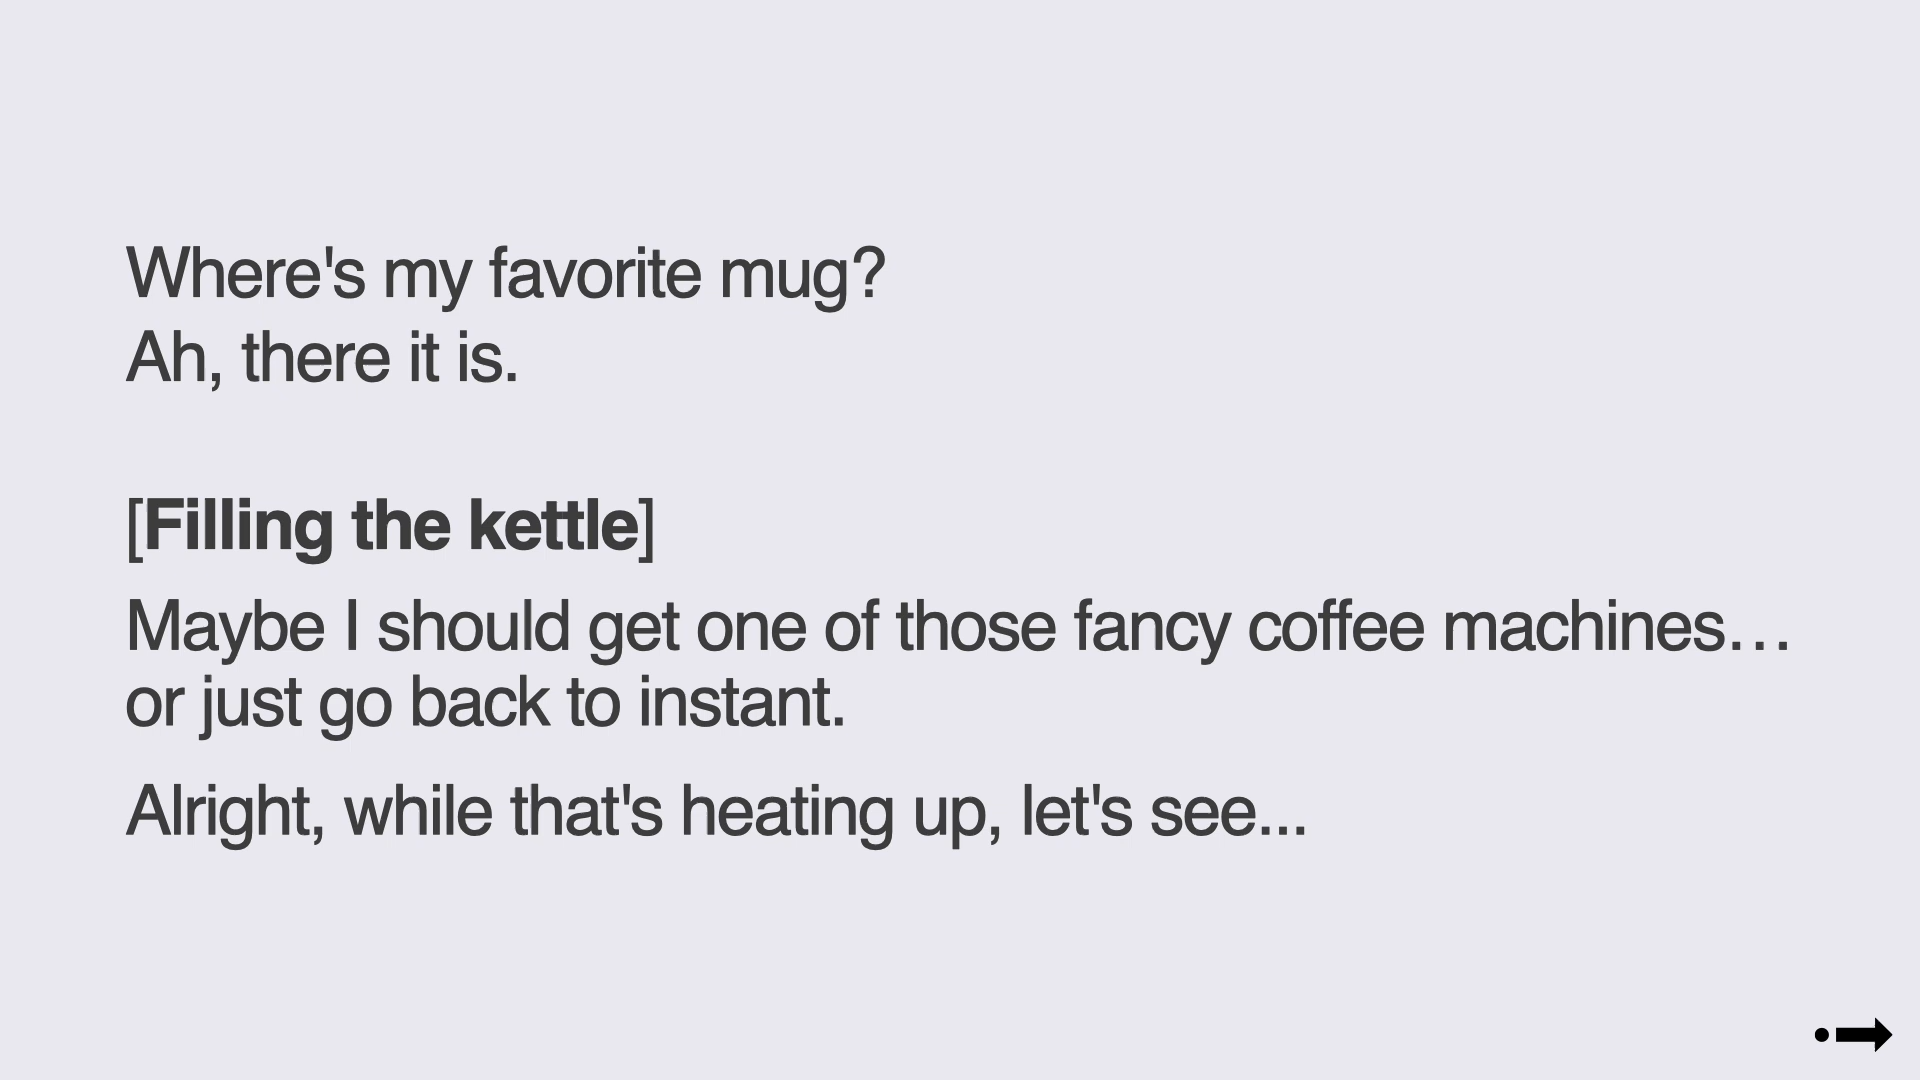 Where's my favorite mug?
Ah, there it is.
[Filling the kettle]
Maybe I should get one of those fancy coffee machines…
or just go back to instant.
Alright, while that's heating up, let's see...